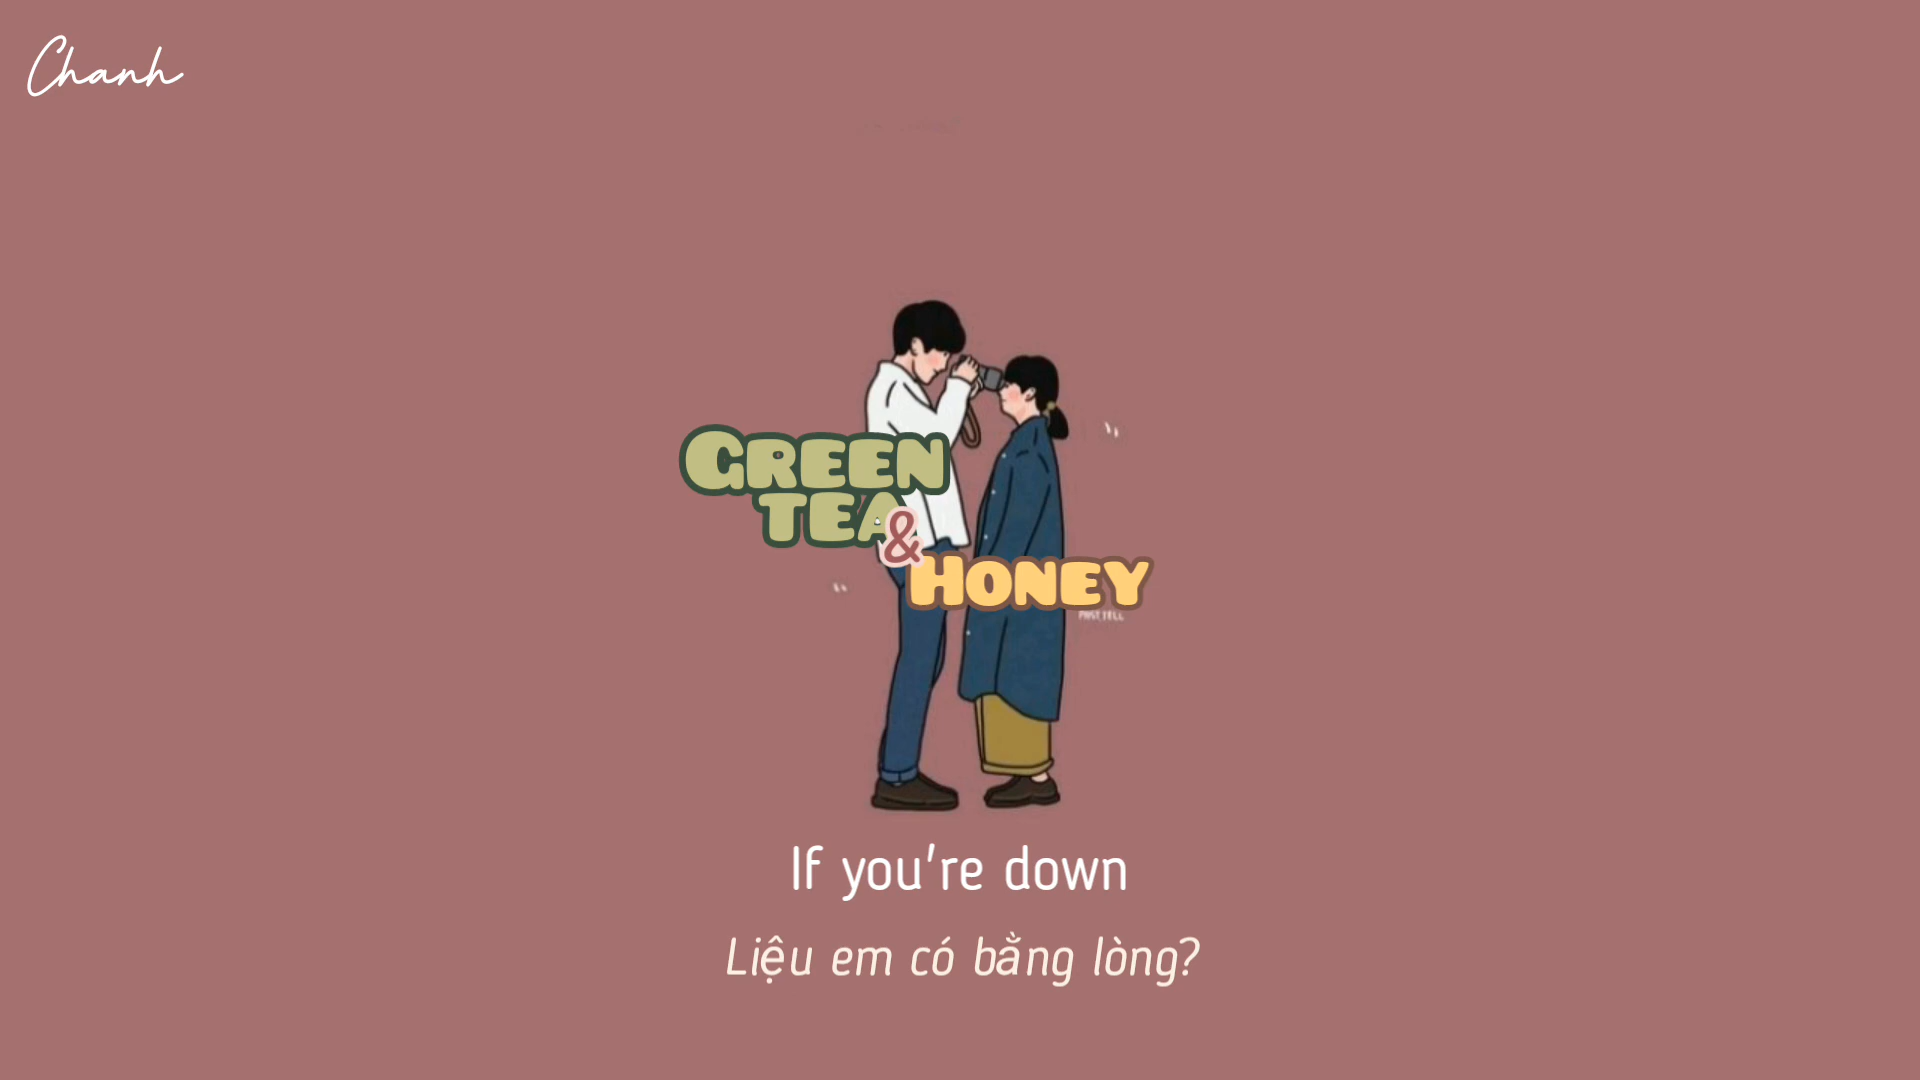 Chanh
GREEN
TEA
&
HONEY
If you're down
Liệu em có bằng lòng?